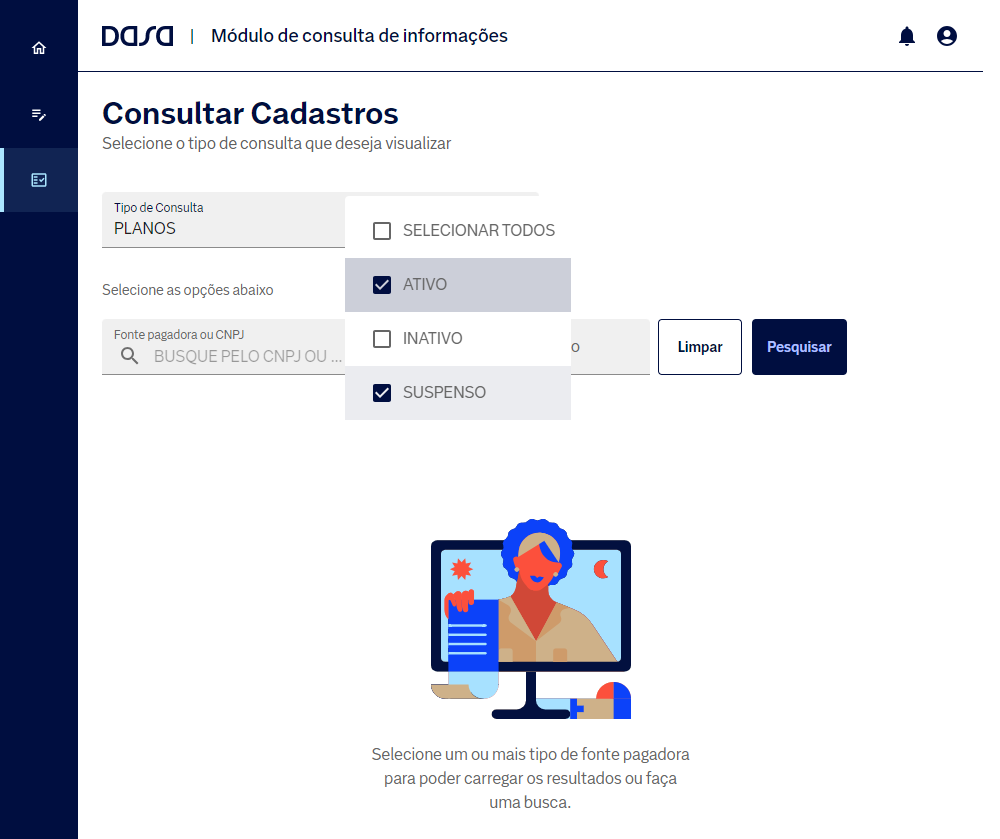 Dasa | Módulo de consulta de informações
Consultar Cadastros
Selecione o tipo de consulta que deseja visualizar
Tipo de Consulta
PLANOS
SELECIONAR TODOS
ATIVO
INATIVO
SUSPENSO
Selecione as opções abaixo
Fonte pagadora ou CNPJ
BUSQUE PELO CNPJ OU ...
o
Limpar
Pesquisar
Selecione um ou mais tipo de fonte pagadora
para poder carregar os resultados ou faça
uma busca.